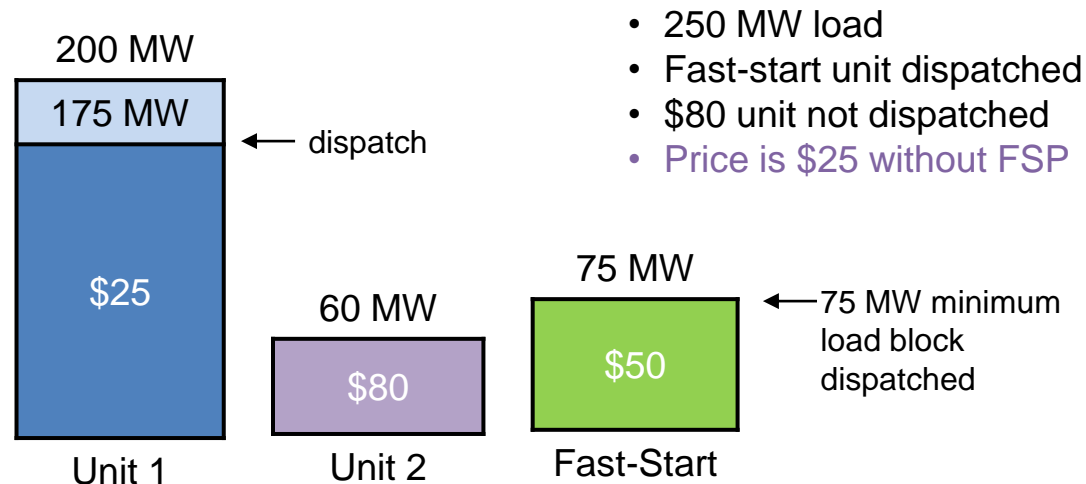 200 MW
175 MW
dispatch
$25
Unit 1
60 MW
$80
Unit 2
75 MW
$50
Fast-Start
75 MW minimum
load block
dispatched
• 250 MW load
• Fast-start unit dispatched
• $80 unit not dispatched
• Price is $25 without FSP